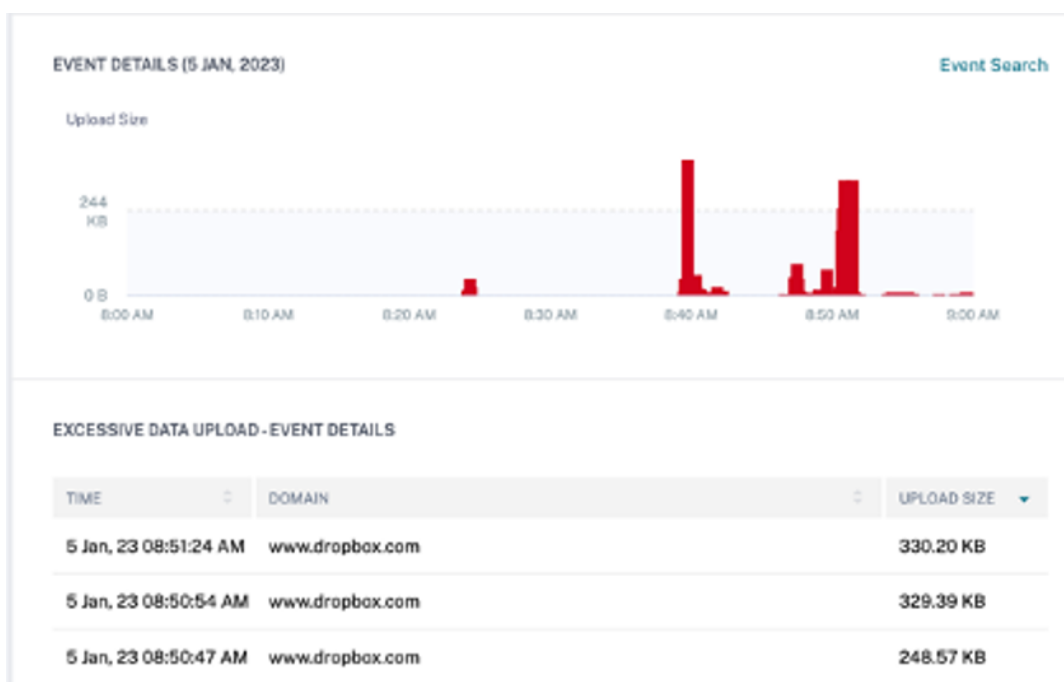 EVENT DETAILS (5 JAN, 2023)
Event Search
Upload Size
244
KB
0 B
8:00 AM 8:10 AM 8:20 AM 8:30 AM 8:40 AM 8:50 AM 9:00 AM
EXCESSIVE DATA UPLOAD - EVENT DETAILS
TIME DOMAIN UPLOAD SIZE
5 Jan, 23 08:51:24 AM www.dropbox.com 330.20 KB
5 Jan, 23 08:50:54 AM www.dropbox.com 329.39 KB
5 Jan, 23 08:50:47 AM www.dropbox.com 248.57 KB